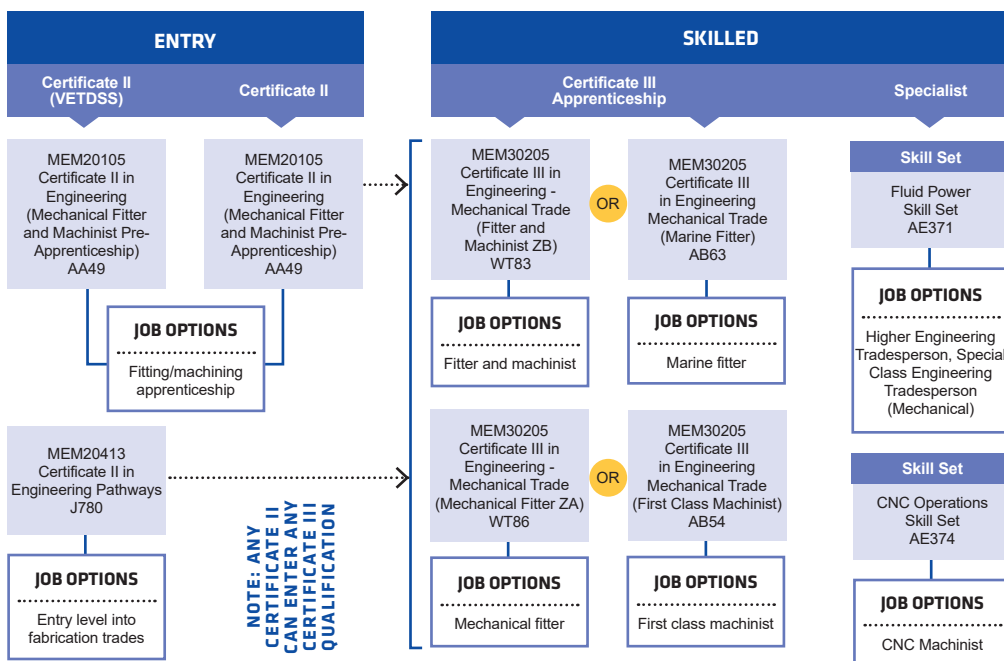 ENTRY
Certificate II
(VETDSS)
Certificate II
MEM20105
Certificate II in
Engineering
(Mechanical Fitter
and Machinist Pre-
Apprenticeship)
AA49
MEM20105
Certificate II in
Engineering
(Mechanical Fitter
and Machinist Pre-
Apprenticeship)
AA49
JOB OPTIONS
Fitting/machining
apprenticeship
MEM20413
Certificate II in
Engineering Pathways
J780
JOB OPTIONS
Entry level into
fabrication trades
NOTE: ANY
CERTIFICATE II
CAN ENTER ANY
CERTIFICATE III
QUALIFICATION
SKILLED
Certificate III
Apprenticeship
Specialist
MEM30205
Certificate III in
Engineering -
Mechanical Trade
(Fitter and
Machinist ZB)
WT83
OR
MEM30205
Certificate III
in Engineering
Mechanical Trade
(Marine Fitter)
AB63
JOB OPTIONS
Fitter and machinist
JOB OPTIONS
Marine fitter
MEM30205
Certificate III in
Engineering -
Mechanical Trade
(Mechanical Fitter ZA)
WT86
OR
MEM30205
Certificate III
in Engineering
Mechanical Trade
(First Class Machinist)
AB54
JOB OPTIONS
Mechanical fitter
JOB OPTIONS
First class machinist
Skill Set
Fluid Power
Skill Set
AE371
JOB OPTIONS
Higher Engineering
Tradesperson, Special
Class Engineering
Tradesperson
(Mechanical)
Skill Set
CNC Operations
Skill Set
AE374
JOB OPTIONS
CNC Machinist